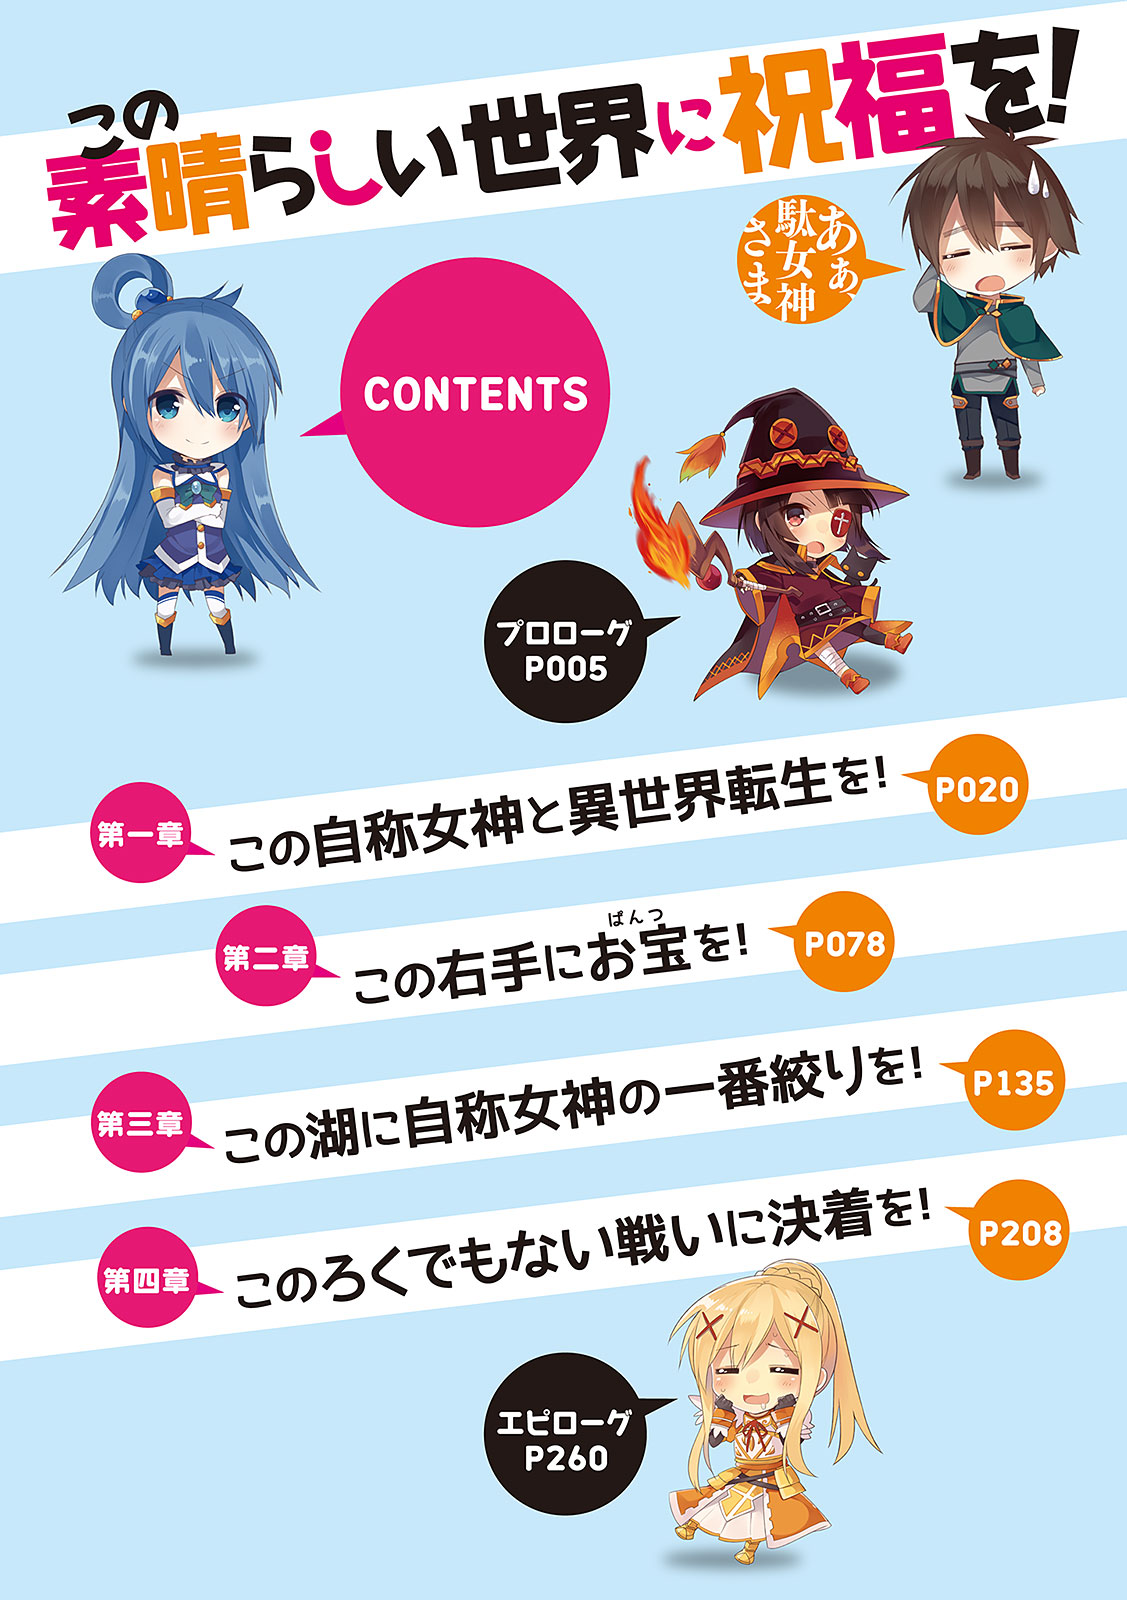 この
素晴らしい世界に祝福を!
あぁ、
駄女神
さま
CONTENTS
プロローグ
P005
第一章
この自称女神と異世界転生を!
P020
第二章
ぱんつ
この右手にお宝を!
P078
第三章
この湖に自称女神の一番絞りを!
P135
第四章
このろくでもない戦いに決着を!
P208
エピローグ
P260